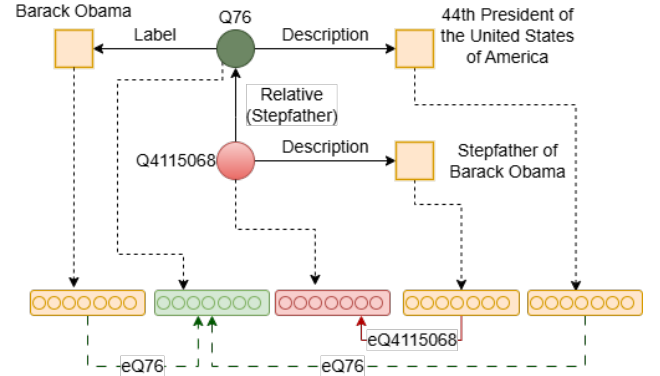 Barack Obama
Q76
Label
Description
44th President of
the United States
of America
Relative
(Stepfather)
Q4115068
Description
Stepfather of
Barack Obama
eQ4115068
eQ76
eQ76